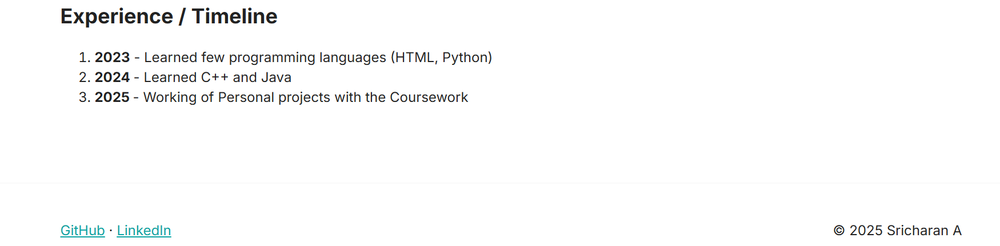 Experience / Timeline
1. 2023 - Learned few programming languages (HTML, Python)
2. 2024 - Learned C++ and Java
3. 2025 - Working of Personal projects with the Coursework
GitHub · LinkedIn
© 2025 Sricharan A